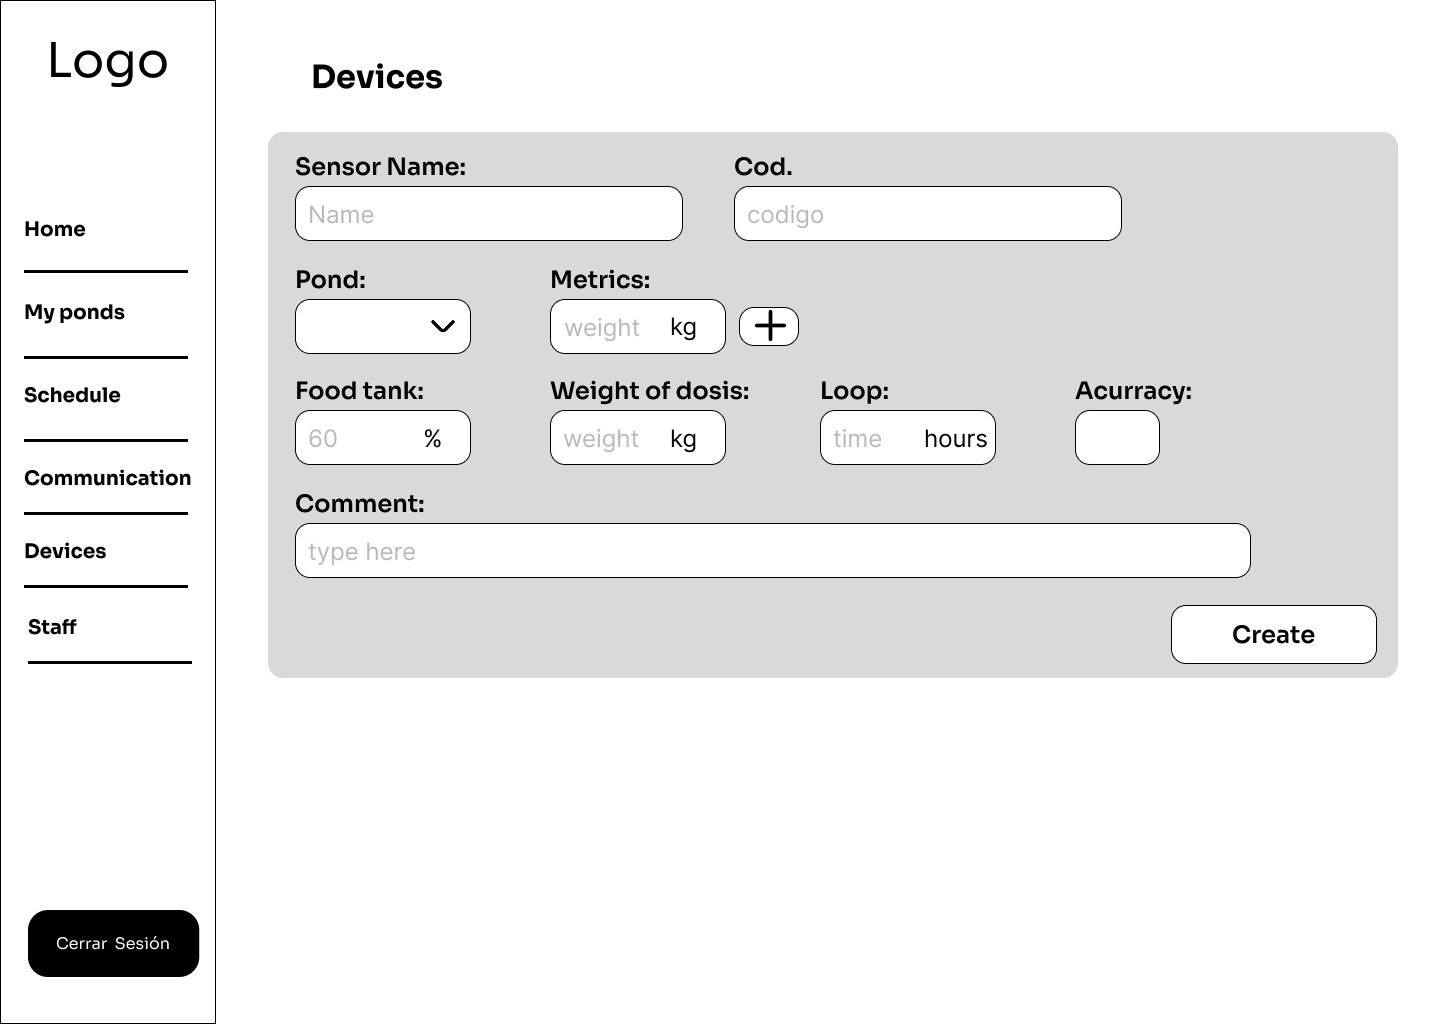 Logo
Home
My ponds
Schedule
Communication
Devices
Staff
Cerrar Sesión
Devices
Sensor Name:
Name
Cod.
codigo
Pond:
Metrics:
weight kg
Food tank:
60 %
Weight of dosis:
weight kg
Loop:
time hours
Acurracy:
Comment:
type here
Create